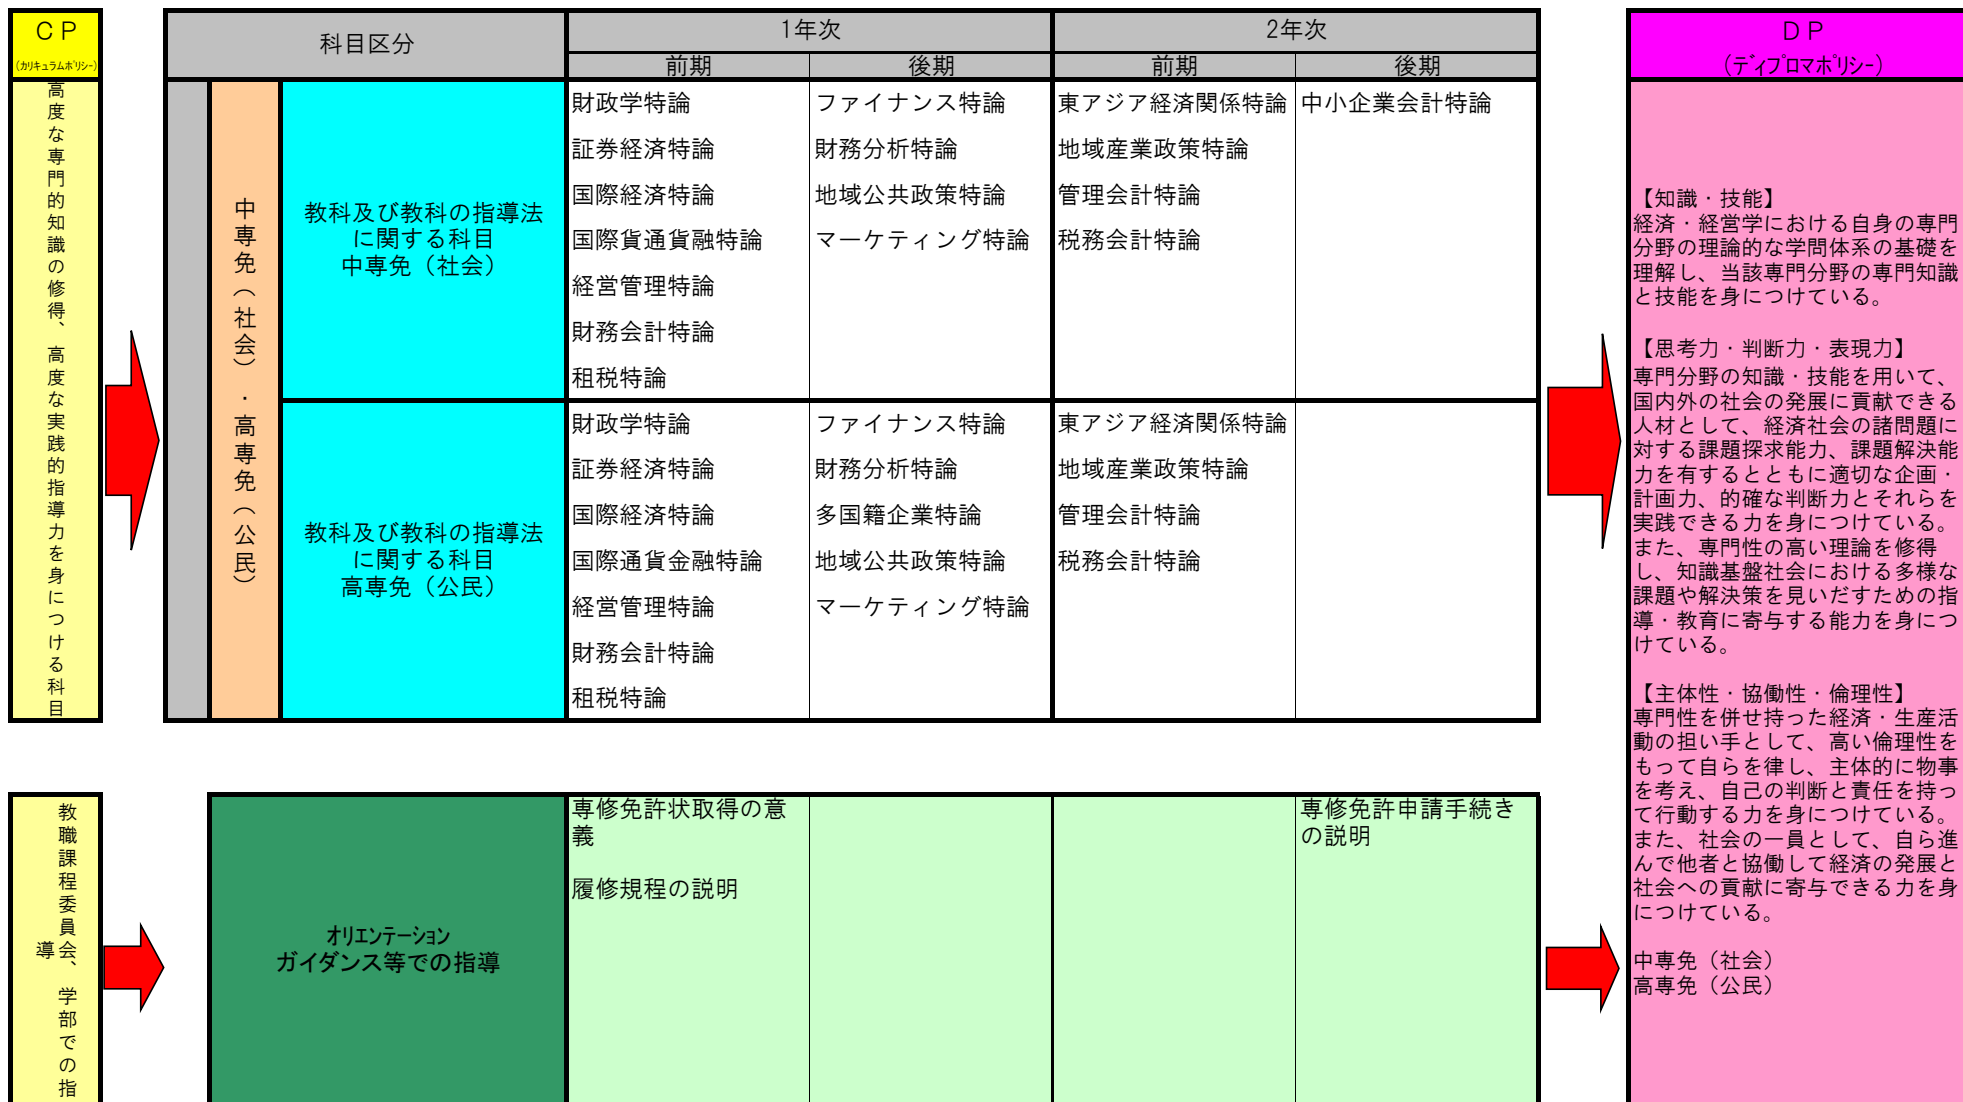 ＣＰ
(ｶﾘｷｭﾗﾑﾎﾟﾘｼｰ)
高度な専門的知識の修得、高度な実践的指導力を身につける科目
科目区分
1年次
2年次
前期
後期
前期
後期
中専免（社会）・高専免（公民）
教科及び教科の指導法
に関する科目
中専免（社会）
財政学特論
証券経済特論
国際経済特論
国際貨通貨融特論
経営管理特論
財務会計特論
租税特論
ファイナンス特論
財務分析特論
地域公共政策特論
マーケティング特論
東アジア経済関係特論
地域産業政策特論
管理会計特論
税務会計特論
中小企業会計特論
教科及び教科の指導法
に関する科目
高専免（公民）
財政学特論
証券経済特論
国際経済特論
国際通貨金融特論
経営管理特論
財務会計特論
租税特論
ファイナンス特論
財務分析特論
多国籍企業特論
地域公共政策特論
マーケティング特論
東アジア経済関係特論
地域産業政策特論
管理会計特論
税務会計特論
教職課程委員会、学部での指
導
オリエンテーション
ガイダンス等での指導
専修免許状取得の意
義
履修規程の説明
専修免許申請手続き
の説明
ＤＰ
(ﾃﾞｨﾌﾟﾛﾏﾎﾟﾘｼｰ)
【知識・技能】
経済・経営学における自身の専門
分野の理論的な学問体系の基礎を
理解し、当該専門分野の専門知識
と技能を身につけている。
【思考力・判断力・表現力】
専門分野の知識・技能を用いて、
国内外の社会の発展に貢献できる
人材として、経済社会の諸問題に
対する課題探求能力、課題解決能
力を有するとともに適切な企画・
計画力、的確な判断力とそれらを
実践できる力を身につけている。
また、専門性の高い理論を修得
し、知識基盤社会における多様な
課題や解決策を見いだすための指
導・教育に寄与する能力を身につ
けている。
【主体性・協働性・倫理性】
専門性を併せ持った経済・生産活
動の担い手として、高い倫理性を
もって自らを律し、主体的に物事
を考え、自己の判断と責任を持っ
て行動する力を身につけている。
また、社会の一員として、自ら進
んで他者と協働して経済の発展と
社会への貢献に寄与できる力を身
につけている。
中専免（社会）
高専免（公民）